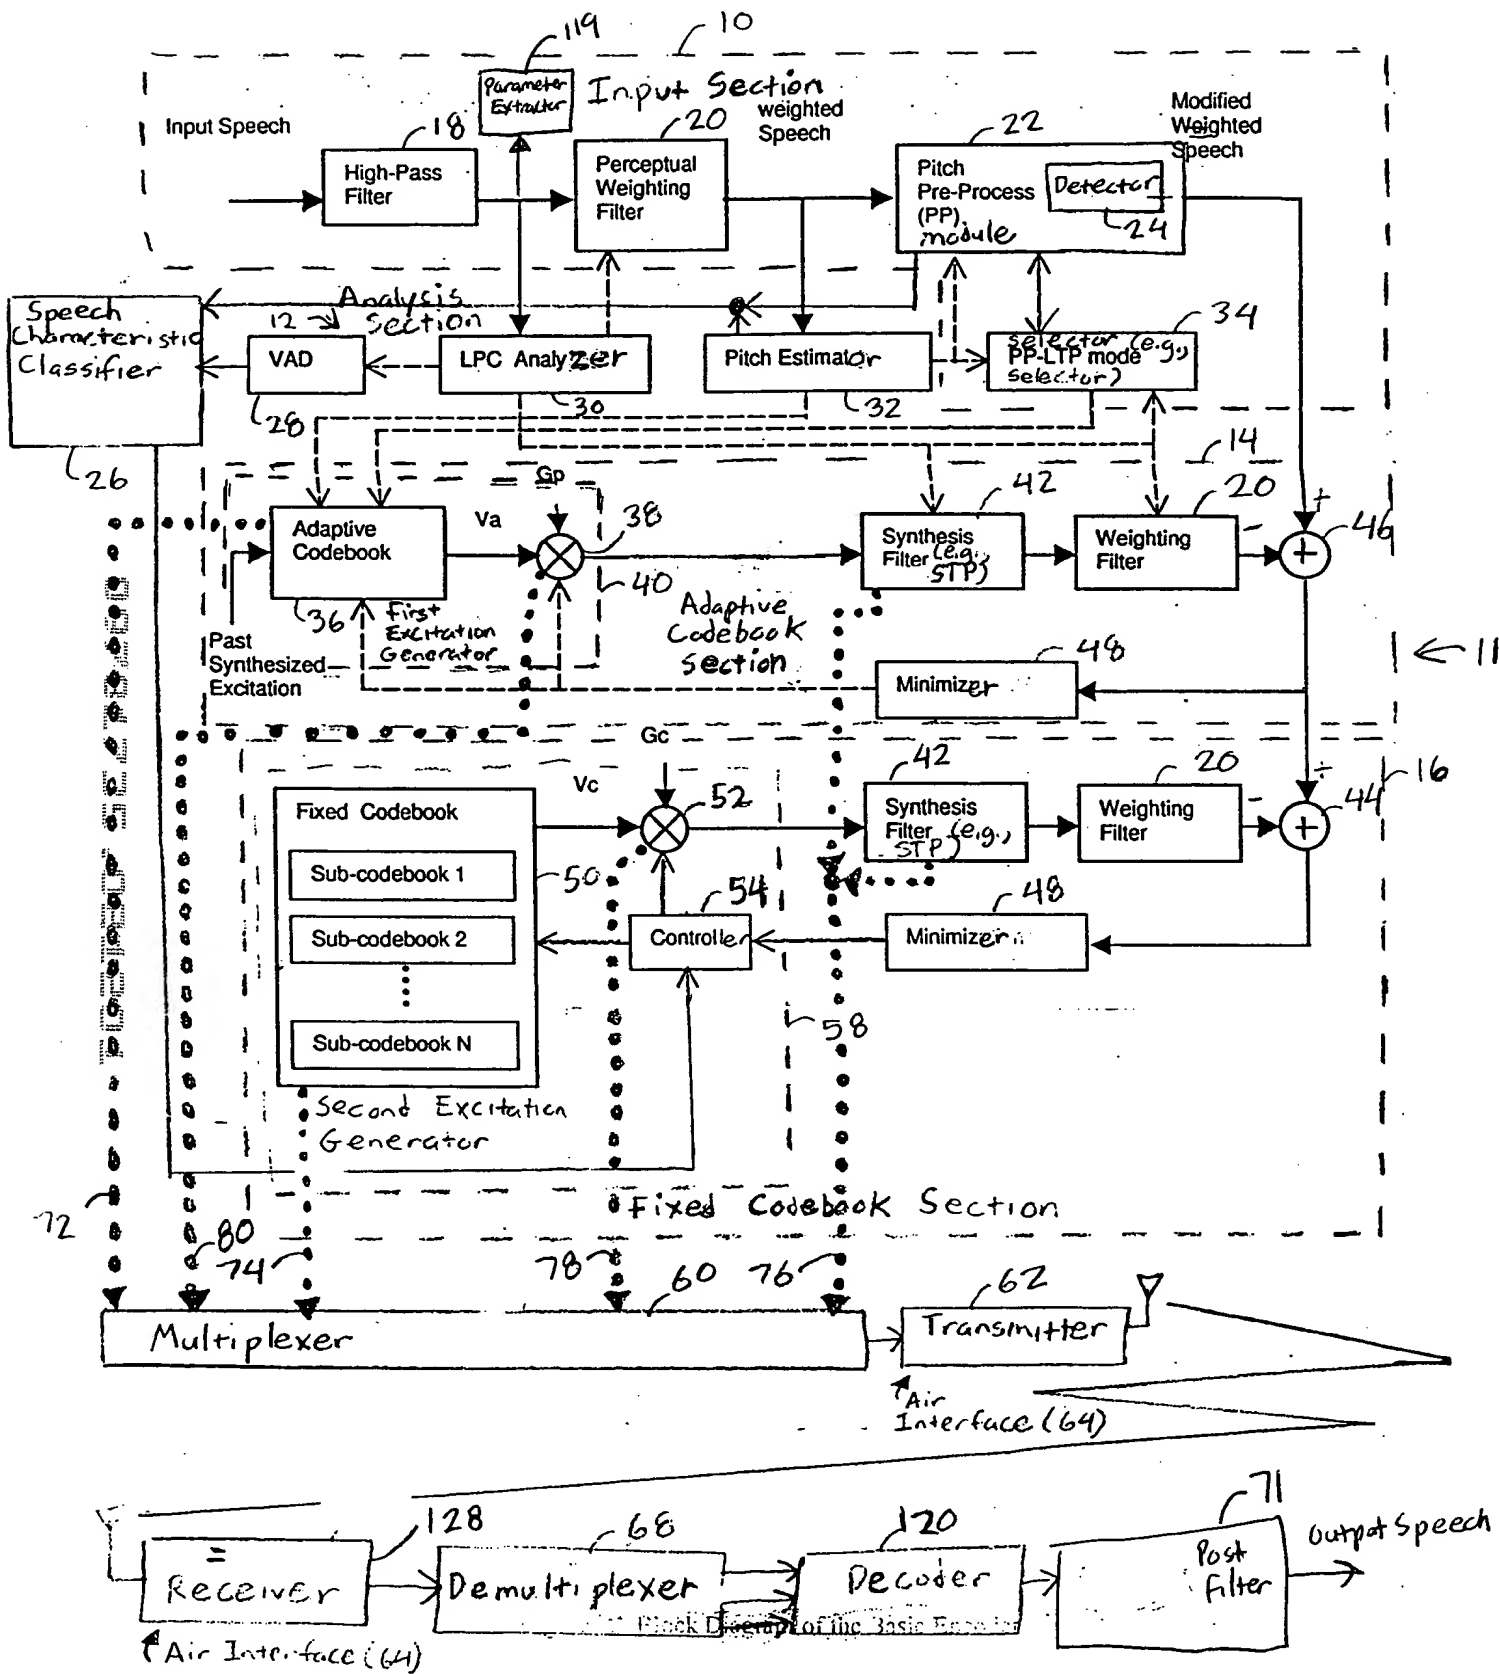 10
119
Parameter
Extractor
Input Section
Input Speech
18
20
weighted
Speech
22
Modified
Weighted
Speech
High-Pass
Filter
Perceptual
Weighting
Filter
Pitch
Pre-Process
(PP)
module
Detector
24
Speech
Characteristic
Classifier
Analysis
Section
12
VAD
LPC Analyzer
Pitch Estimator
selector (e.g.,
PP-LTP mode
selector)
34
28
30
32
26
14
Gp
Va
38
42
20
+
-
46
Adaptive
Codebook
Synthesis
Filter (e.g.,
STP)
Weighting
Filter
+
40
36
First
Excitation
Generator
Adaptive
Codebook
Section
Past
Synthesized
Excitation
48
Minimizer
11
Gc
Vc
52
42
20
16
-
44
Fixed Codebook
Synthesis
Filter (e.g.,
STP)
Weighting
Filter
+
Sub-codebook 1
50
54
48
Sub-codebook 2
Controller
Minimizer
58
Sub-codebook N
Second Excitation
Generator
Fixed Codebook Section
72
80
74
78
60
76
62
Multiplexer
Transmitter
Air
Interface (64)
128
68
120
71
Output Speech
Receiver
Demultiplexer
Decoder
Post
Filter
Block Diagram of the Basic Encoder
Air Interface (64)